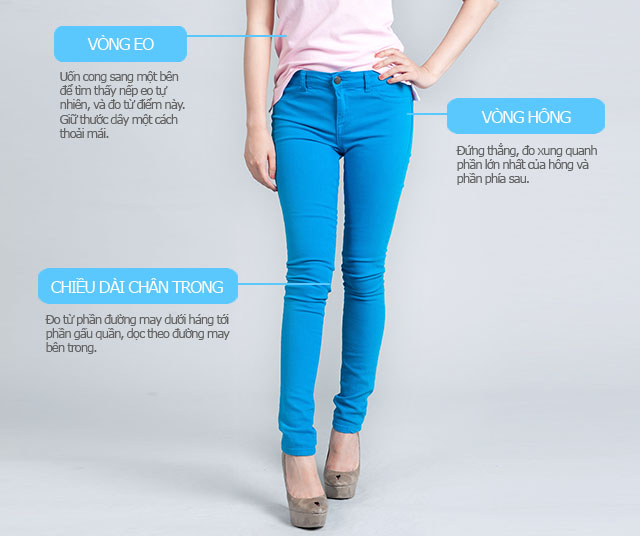 VÒNG EO
Uốn cong sang một bên
để tìm thấy nếp eo tự
nhiên, và đo từ điểm này.
Giữ thước dây một cách
thoải mái.
VÒNG HÔNG
Đứng thẳng, đo xung quanh
phần lớn nhất của hông và
phần phía sau.
CHIỀU DÀI CHÂN TRONG
Đo từ phần đường may dưới háng tới
phần gấu quần, dọc theo đường may
bên trong.